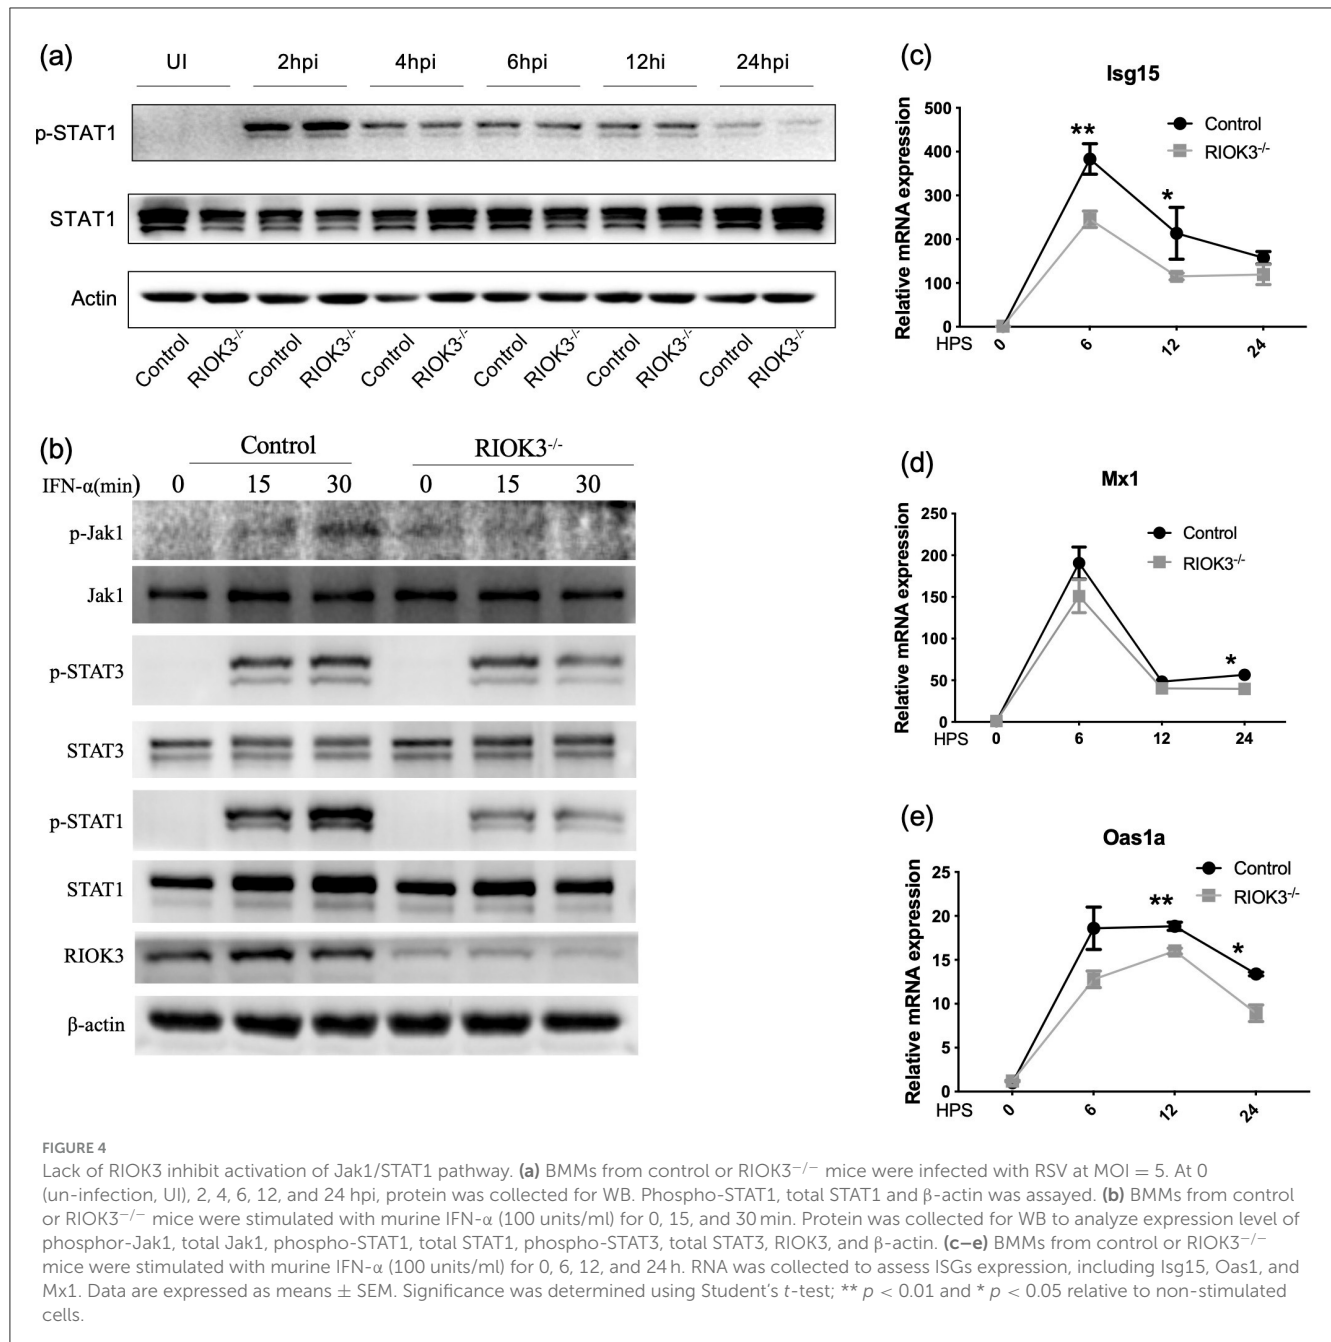 (a)
UI 2hpi 4hpi 6hpi 12hi 24hpi
p-STAT1
STAT1
Actin
Control RIOK3-/- Control RIOK3-/- Control RIOK3-/- Control RIOK3-/- Control RIOK3-/- Control RIOK3-/-
(b)
Control RIOK3-/-
IFN-α(min) 0 15 30 0 15 30
p-Jak1
Jak1
p-STAT3
STAT3
p-STAT1
STAT1
RIOK3
β-actin
(c)
Isg15
Relative mRNA expression
500
400
300
200
100
0
** *
Control
RIOK3-/-
HPS 0 6 12 24
(d)
Mx1
Relative mRNA expression
250
200
150
100
50
0
*
Control
RIOK3-/-
HPS 0 6 12 24
(e)
Oas1a
Relative mRNA expression
25
20
15
10
5
0
** *
Control
RIOK3-/-
HPS 0 6 12 24
FIGURE 4
Lack of RIOK3 inhibit activation of Jak1/STAT1 pathway. (a) BMMs from control or RIOK3−/− mice were infected with RSV at MOI = 5. At 0
(un-infection, UI), 2, 4, 6, 12, and 24 hpi, protein was collected for WB. Phospho-STAT1, total STAT1 and β-actin was assayed. (b) BMMs from control
or RIOK3−/− mice were stimulated with murine IFN-α (100 units/ml) for 0, 15, and 30 min. Protein was collected for WB to analyze expression level of
phosphor-Jak1, total Jak1, phospho-STAT1, total STAT1, phospho-STAT3, total STAT3, RIOK3, and β-actin. (c–e) BMMs from control or RIOK3−/−
mice were stimulated with murine IFN-α (100 units/ml) for 0, 6, 12, and 24 h. RNA was collected to assess ISGs expression, including Isg15, Oas1, and
Mx1. Data are expressed as means ± SEM. Significance was determined using Student's t-test; ** p < 0.01 and * p < 0.05 relative to non-stimulated
cells.